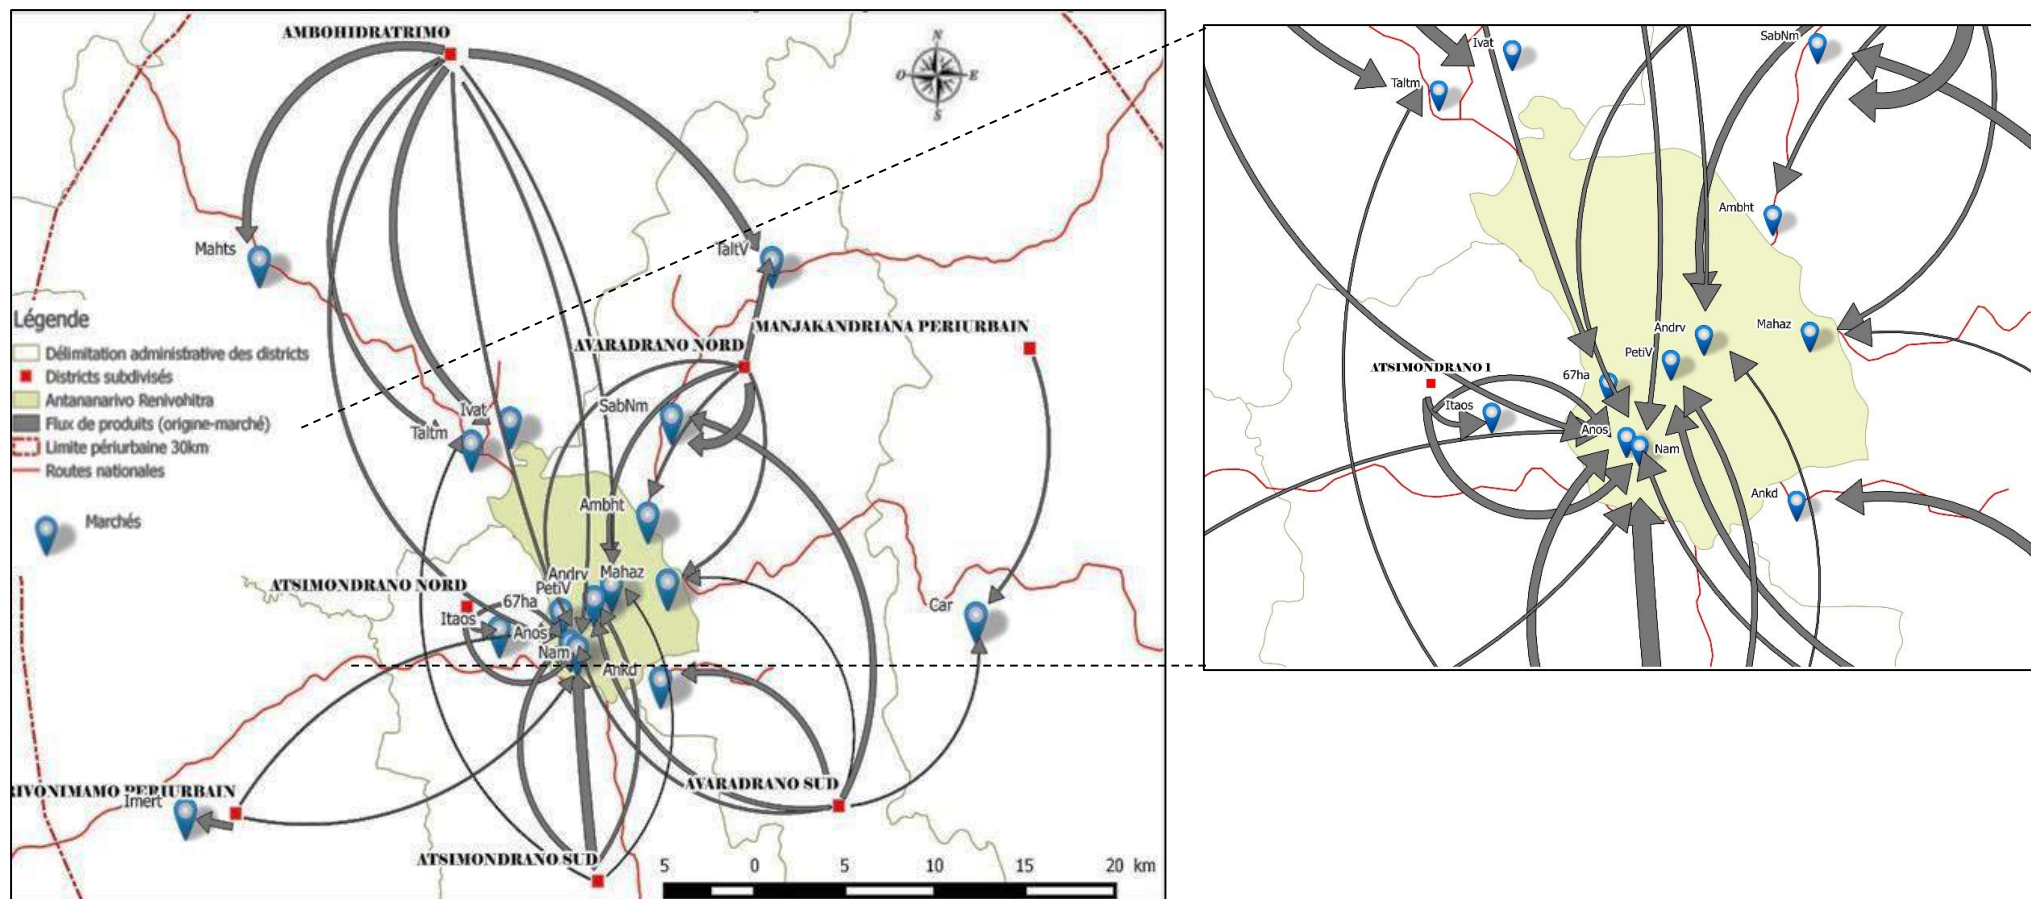 AMBOHIDRATRIMO
N
O
E
S
Mahts
TaltV
Légende
Délimitation administrative des districts
Districts subdivisés
Antananarivo Renivohitra
Flux de produits (origine-marché)
Limite périurbaine 30km
Routes nationales
Marchés
MANJAKANDRIANA PERIURBAIN
AVARADRANO NORD
SabNm
Ivat
Taltm
Ambht
Andrv
Mahaz
PetiV
67ha
ATSIMONDRANO NORD
Itaos
Anos
Nam
Ankd
Car
RIVONIMAMO PERIURBAIN
Imert
AVARADRANO SUD
ATSIMONDRANO SUD
5 0 5 10 15 20 km
Ivat
SabNm
Taltm
Ambht
Andrv
Mahaz
PetiV
ATSIMONDRANO 1
67ha
Itaos
Anos
Nam
Ankd